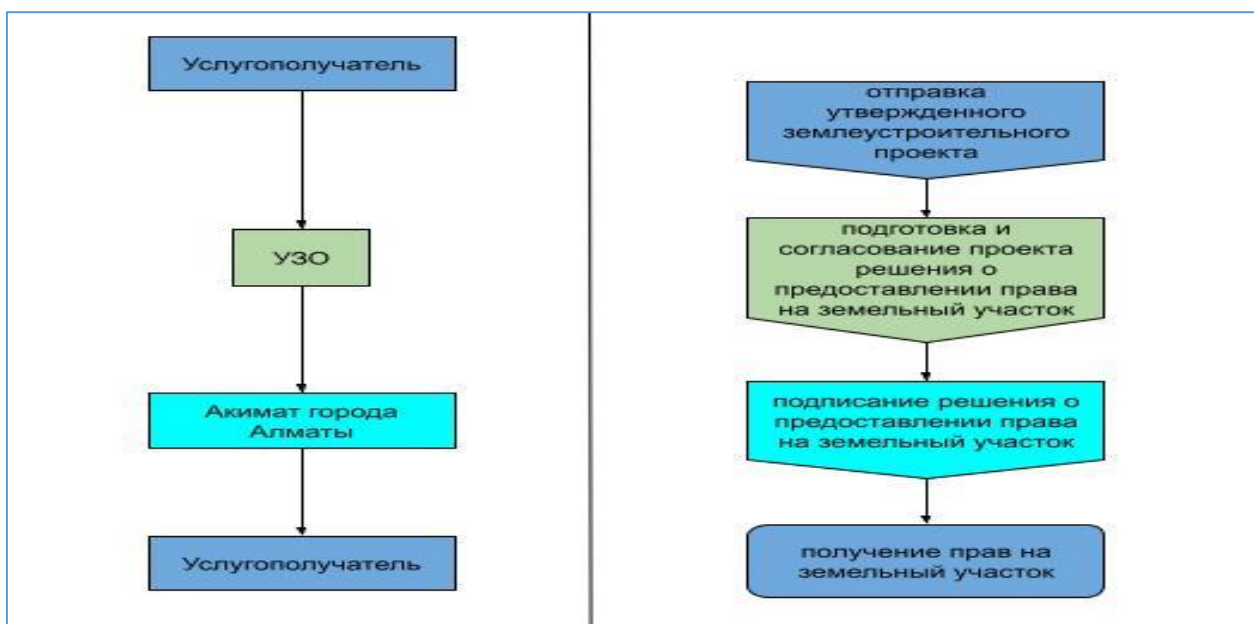 Услугополучатель
УЗО
Акимат города
Алматы
Услугополучатель
отправка
утвержденного
землеустроительного
проекта
подготовка и
согласование проекта
решения о
предоставлении права
на земельный участок
подписание решения о
предоставлении права
на земельный участок
получение прав на
земельный участок